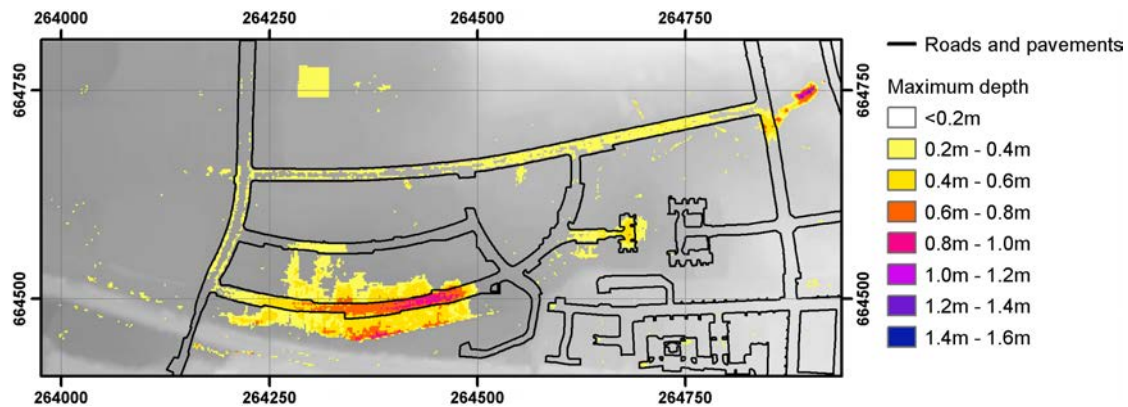 264000 264250 264500 264750
664750
664750
664500
664500
264000 264250 264500 264750
Roads and pavements
Maximum depth
<0.2m
0.2m - 0.4m
0.4m - 0.6m
0.6m - 0.8m
0.8m - 1.0m
1.0m - 1.2m
1.2m - 1.4m
1.4m - 1.6m